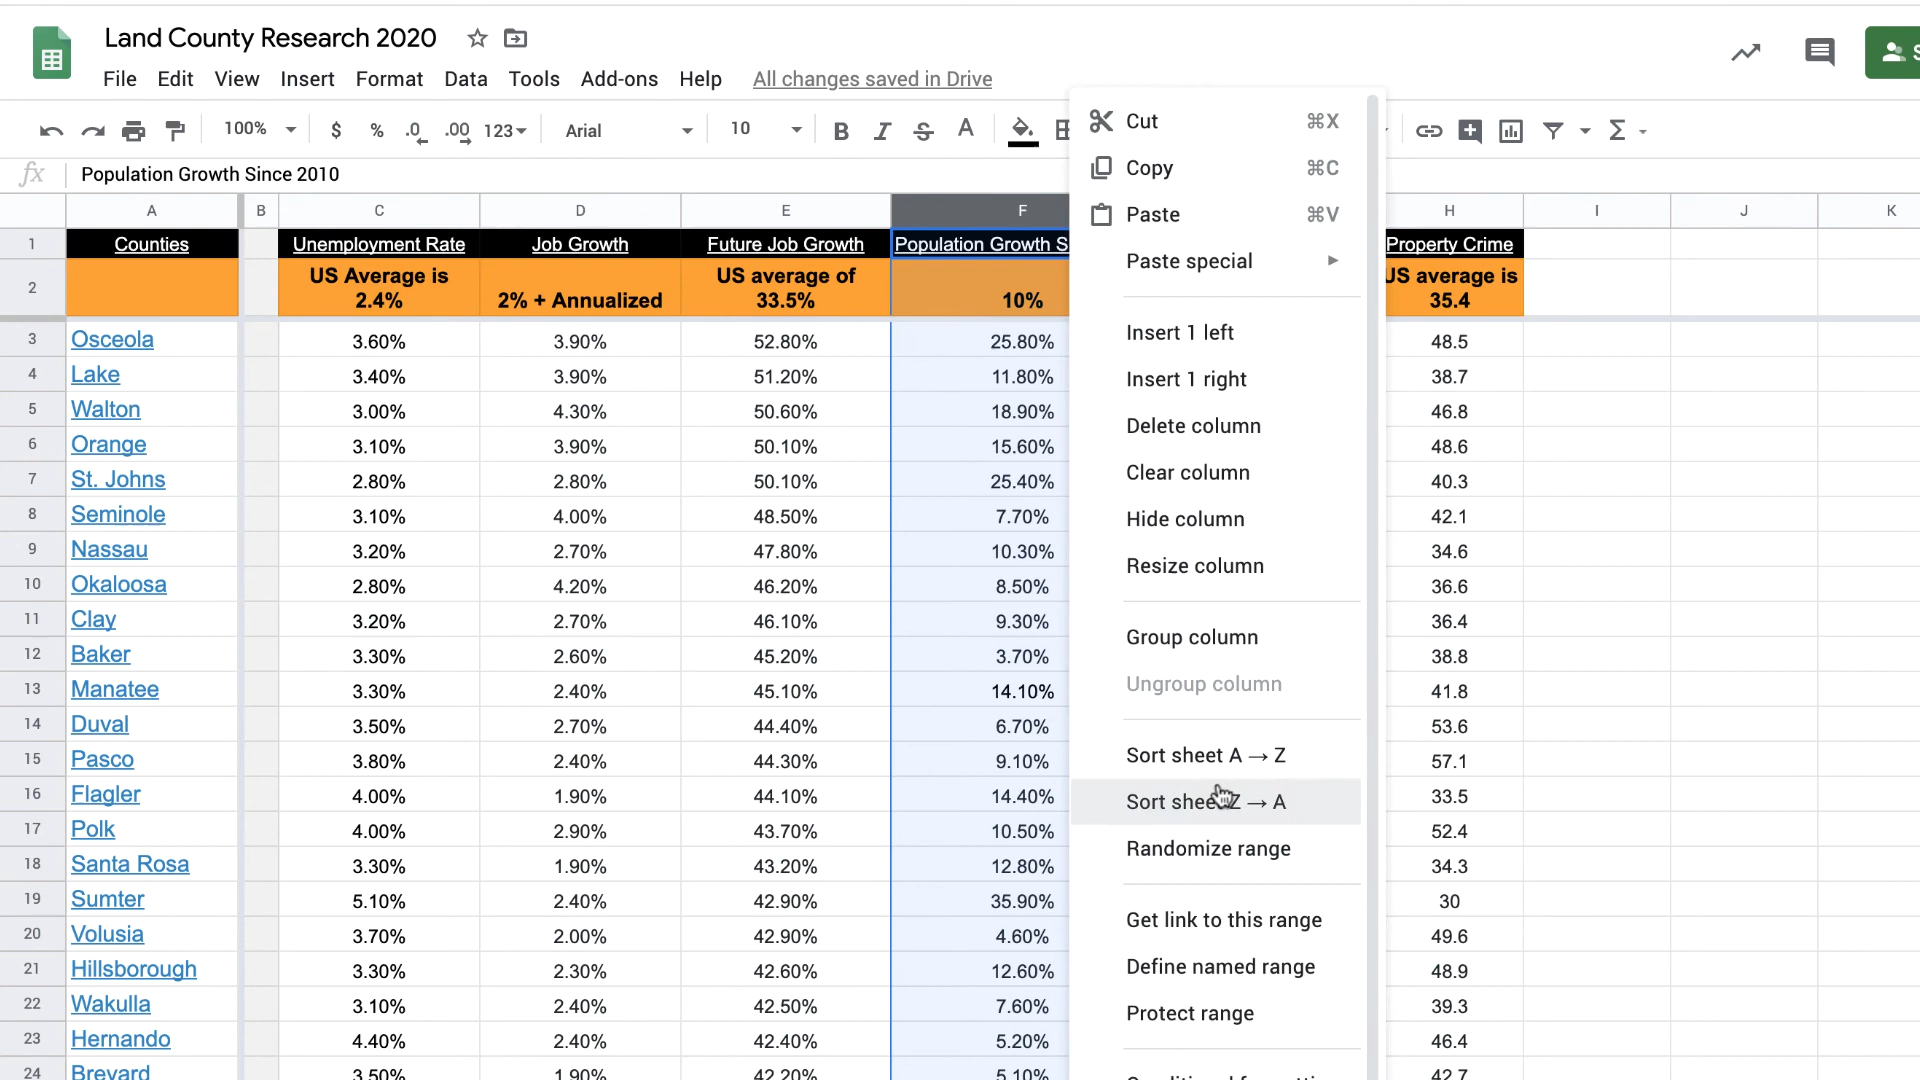 Land County Research 2020
File Edit View Insert Format Data Tools Add-ons Help All changes saved in Drive
100% $ % .0 .00 123 Arial 10 B I S A
fx Population Growth Since 2010
A B C D E F H I J K
1 Counties Unemployment Rate Job Growth Future Job Growth Population Growth S Property Crime
2 US Average is 2.4% 2% + Annualized US average of 33.5% 10% US average is 35.4
3 Osceola 3.60% 3.90% 52.80% 25.80% 48.5
4 Lake 3.40% 3.90% 51.20% 11.80% 38.7
5 Walton 3.00% 4.30% 50.60% 18.90% 46.8
6 Orange 3.10% 3.90% 50.10% 15.60% 48.6
7 St. Johns 2.80% 2.80% 50.10% 25.40% 40.3
8 Seminole 3.10% 4.00% 48.50% 7.70% 42.1
9 Nassau 3.20% 2.70% 47.80% 10.30% 34.6
10 Okaloosa 2.80% 4.20% 46.20% 8.50% 36.6
11 Clay 3.20% 2.70% 46.10% 9.30% 36.4
12 Baker 3.30% 2.60% 45.20% 3.70% 38.8
13 Manatee 3.30% 2.40% 45.10% 14.10% 41.8
14 Duval 3.50% 2.70% 44.40% 6.70% 53.6
15 Pasco 3.80% 2.40% 44.30% 9.10% 57.1
16 Flagler 4.00% 1.90% 44.10% 14.40% 33.5
17 Polk 4.00% 2.90% 43.70% 10.50% 52.4
18 Santa Rosa 3.30% 1.90% 43.20% 12.80% 34.3
19 Sumter 5.10% 2.40% 42.90% 35.90% 30
20 Volusia 3.70% 2.00% 42.90% 4.60% 49.6
21 Hillsborough 3.30% 2.30% 42.60% 12.60% 48.9
22 Wakulla 3.10% 2.40% 42.50% 7.60% 39.3
23 Hernando 4.40% 2.40% 42.40% 5.20% 46.4
24 Brevard 3.50% 1.90% 42.20% 5.10% 42.7
Cut ⌘X
Copy ⌘C
Paste ⌘V
Paste special
Insert 1 left
Insert 1 right
Delete column
Clear column
Hide column
Resize column
Group column
Ungroup column
Sort sheet A → Z
Sort sheet Z → A
Randomize range
Get link to this range
Define named range
Protect range